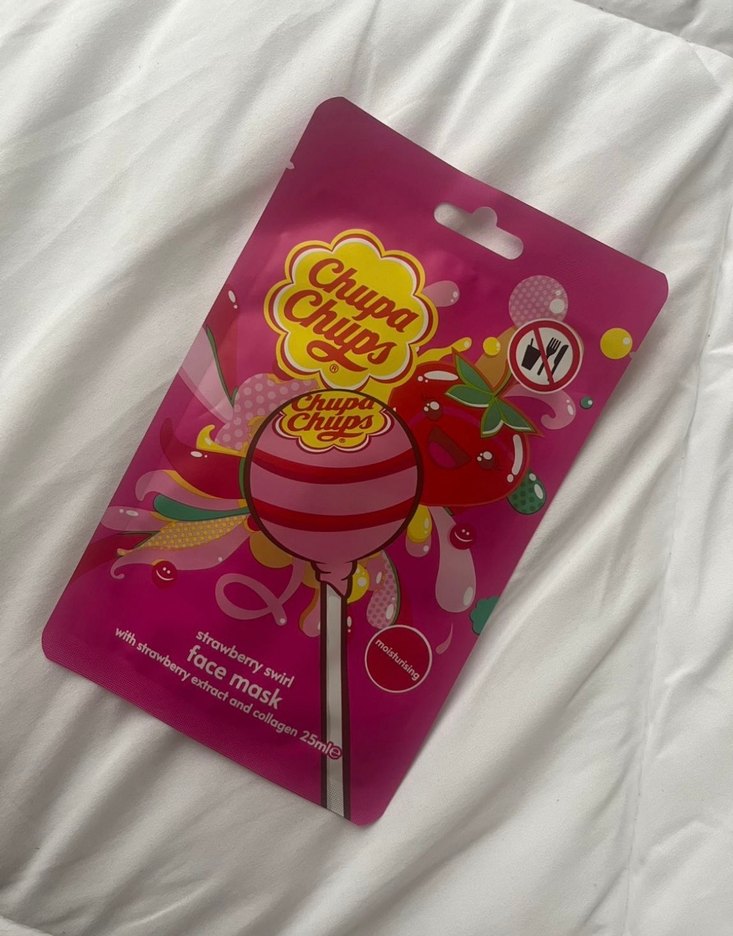 Chupa
Chups
®
Chupa
Chups
®
moisturising
strawberry swirl
face mask
with strawberry extract and collagen 25ml℮